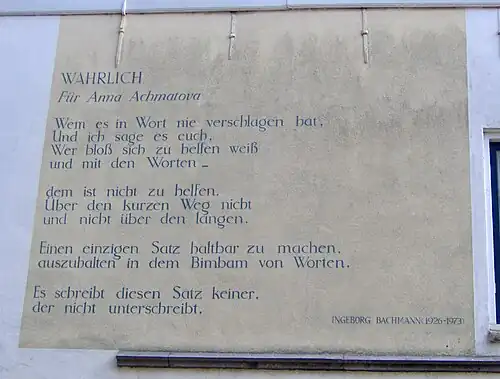 WAHRLICH
Für Anna Achmatova
Wem es in Wort nie verschlagen hat,
Und ich sage es euch,
Wer bloß sich zu helfen weiß
und mit den Worten –
dem ist nicht zu helfen.
Über den kurzen Weg nicht
und nicht über den langen.
Einen einzigen Satz haltbar zu machen,
auszuhalten in dem Bimbam von Worten.
Es schreibt diesen Satz keiner,
der nicht unterschreibt.
INGEBORG BACHMANN (1926-1973)